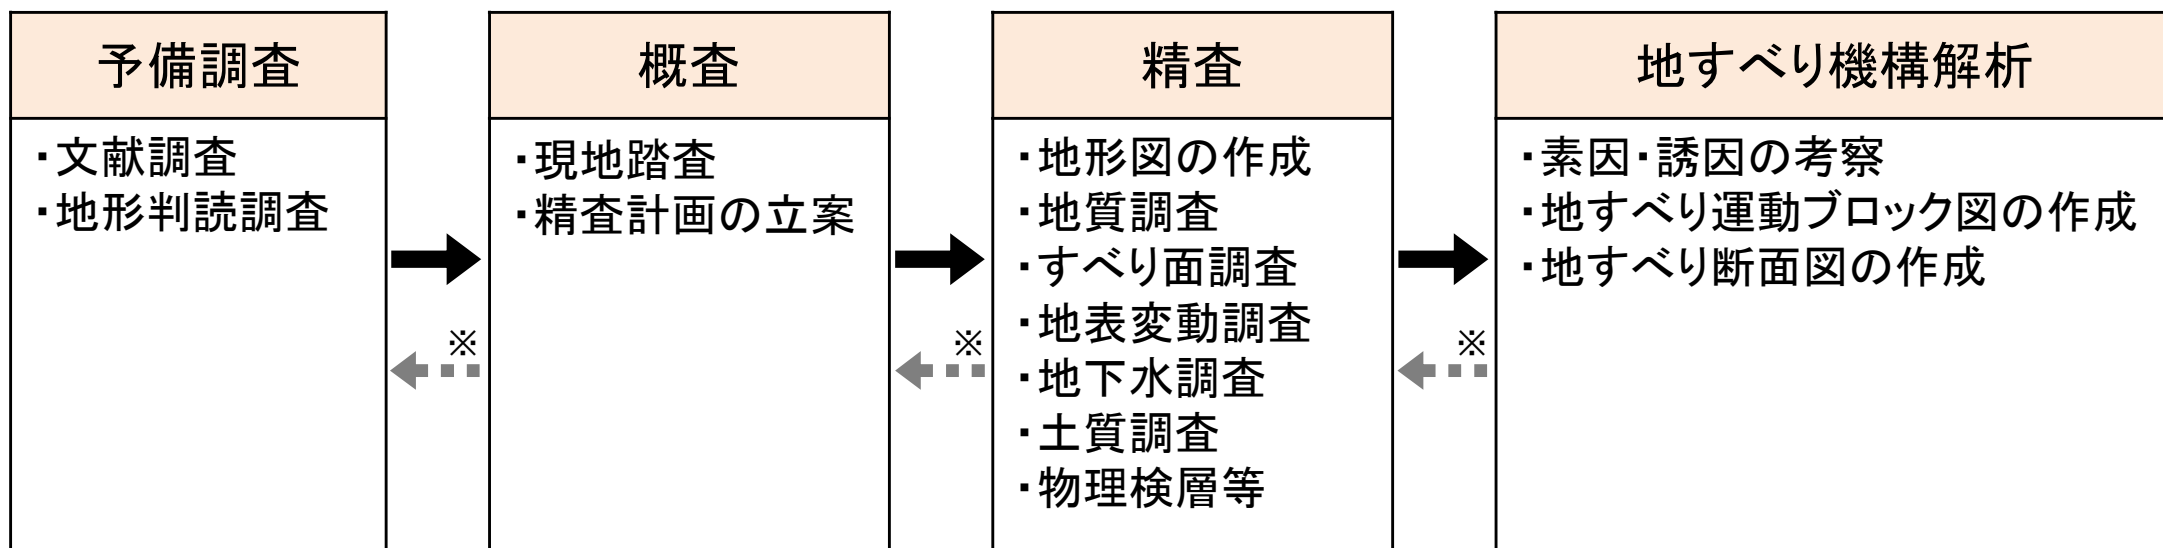 予備調査
・文献調査
・地形判読調査
※
概査
・現地踏査
・精査計画の立案
※
精査
・地形図の作成
・地質調査
・すべり面調査
・地表変動調査
・地下水調査
・土質調査
・物理検層等
※
地すべり機構解析
・素因・誘因の考察
・地すべり運動ブロック図の作成
・地すべり断面図の作成